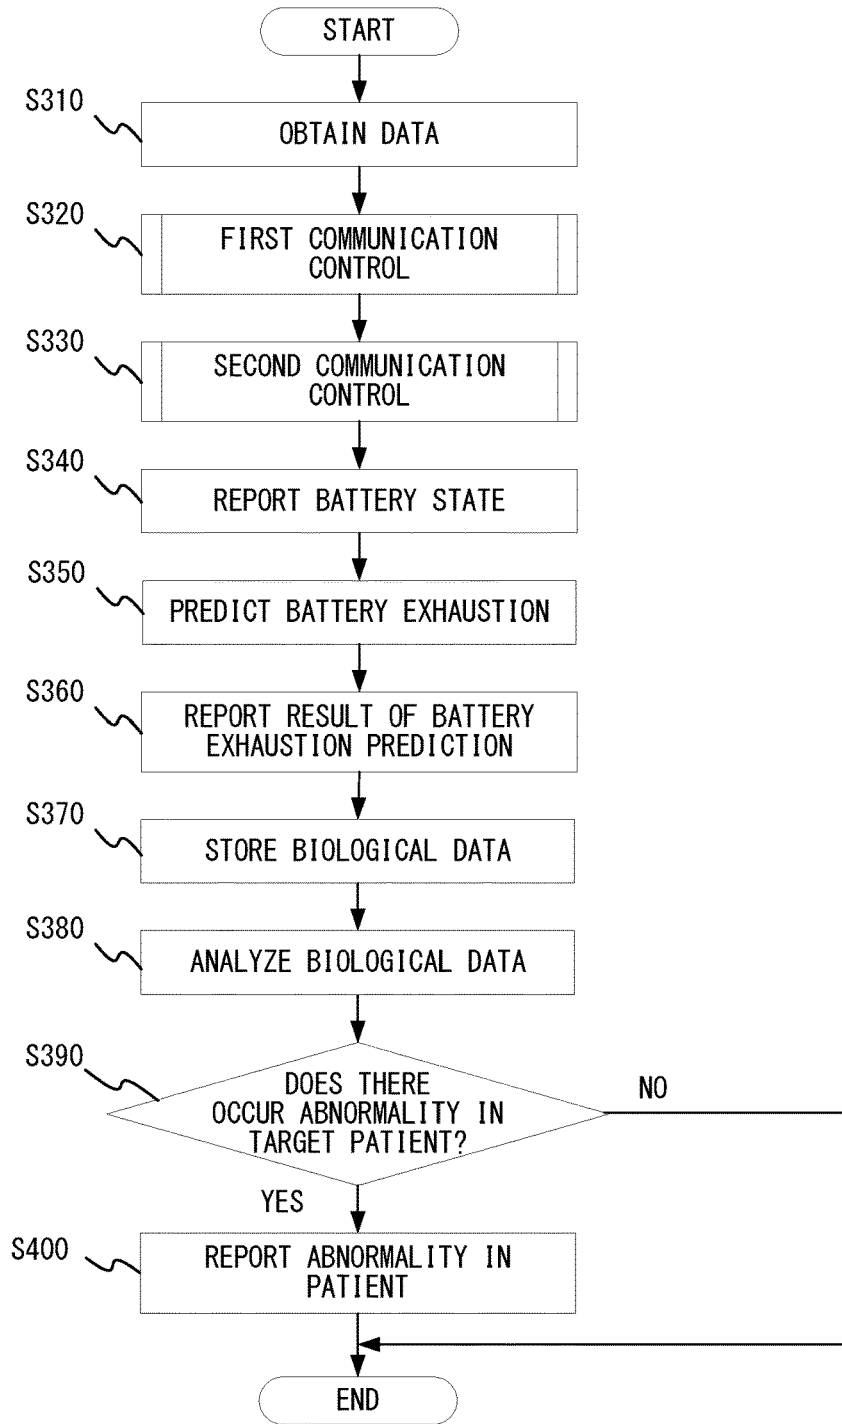 START
S310
OBTAIN DATA
S320
FIRST COMMUNICATION
CONTROL
S330
SECOND COMMUNICATION
CONTROL
S340
REPORT BATTERY STATE
S350
PREDICT BATTERY EXHAUSTION
S360
REPORT RESULT OF BATTERY
EXHAUSTION PREDICTION
S370
STORE BIOLOGICAL DATA
S380
ANALYZE BIOLOGICAL DATA
S390
DOES THERE
OCCUR ABNORMALITY IN
TARGET PATIENT?
NO
YES
S400
REPORT ABNORMALITY IN
PATIENT
END